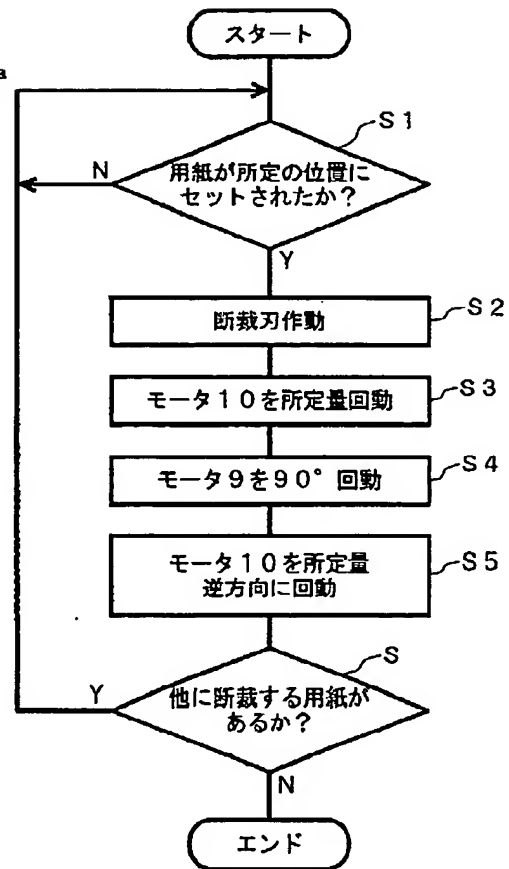 スタート
a
S1
用紙が所定の位置に
セットされたか？
N
Y
断裁刃作動
S2
モータ10を所定量回動
S3
モータ9を90°回動
S4
モータ10を所定量
逆方向に回動
S5
S
他に断裁する用紙が
あるか？
Y
N
エンド